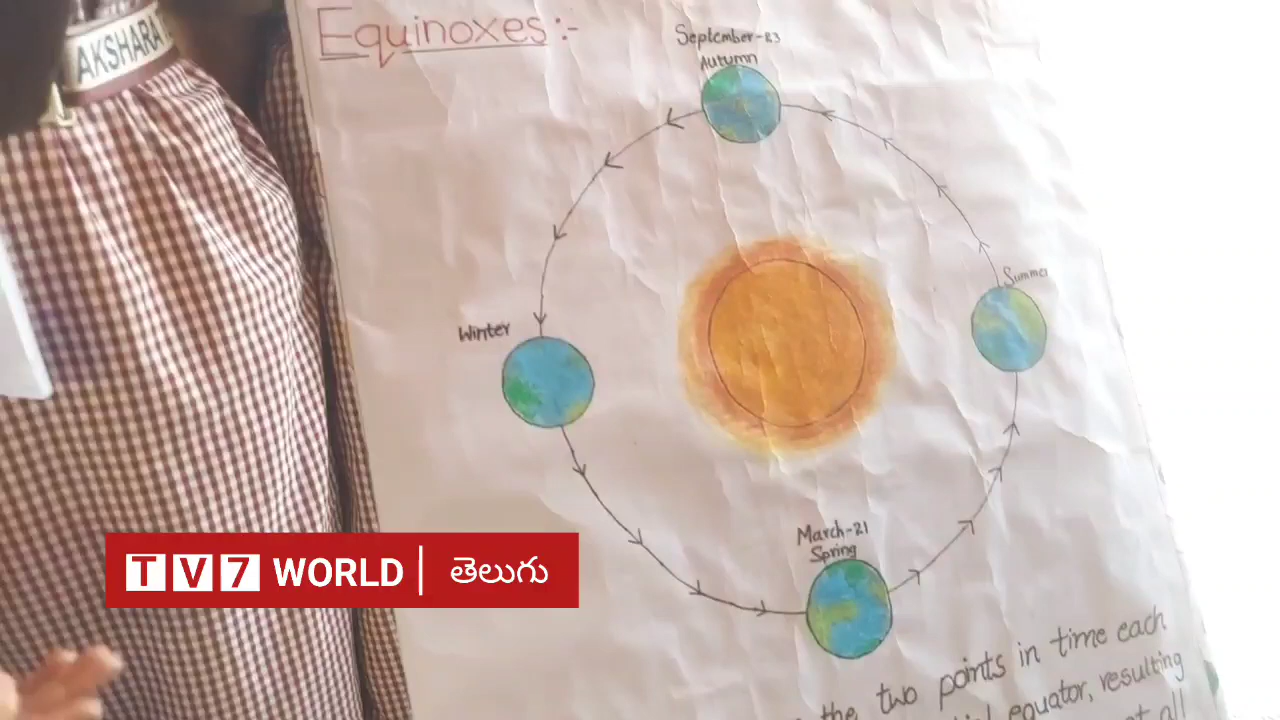 AKSHARA
Equinoxes:-
September-23
Autumn
Summer
Winter
March-21
Spring
TV7 WORLD | తెలుగు
the two points in time each
equator, resulting
all